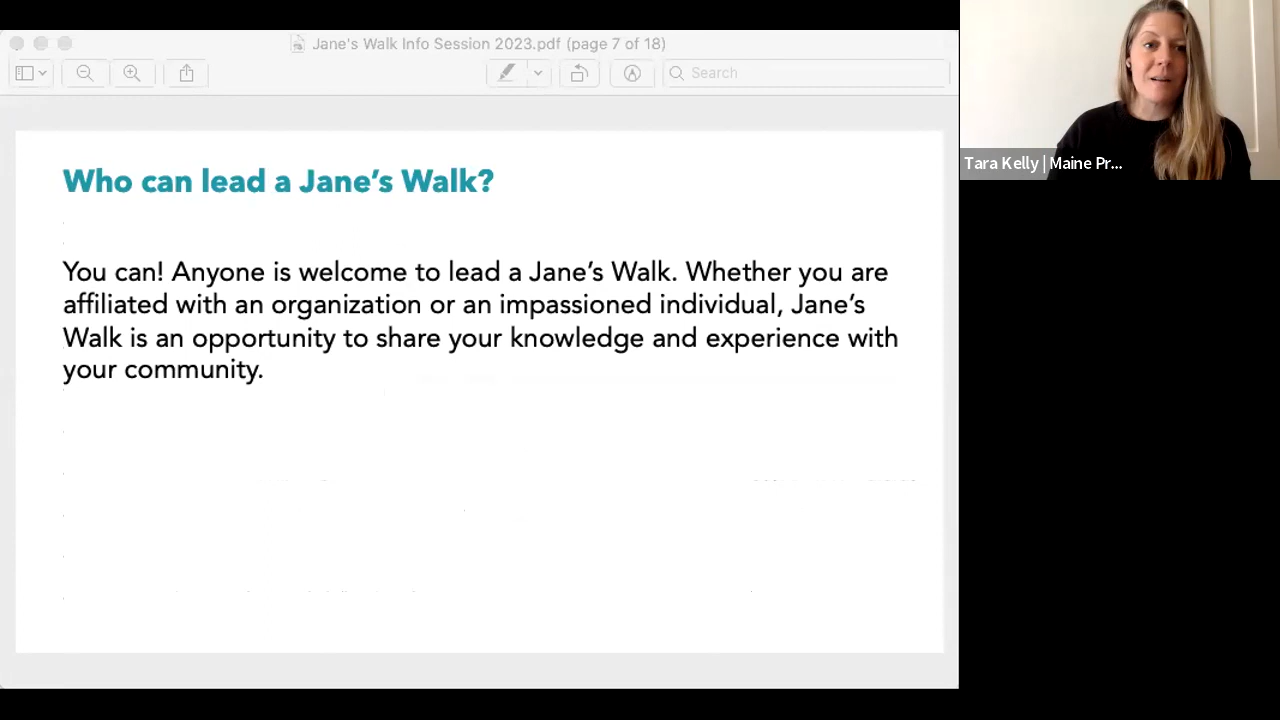 Jane's Walk Info Session 2023.pdf (page 7 of 18)
Search
Tara Kelly | Maine Pr...
Who can lead a Jane’s Walk?
You can! Anyone is welcome to lead a Jane’s Walk. Whether you are
affiliated with an organization or an impassioned individual, Jane’s
Walk is an opportunity to share your knowledge and experience with
your community.